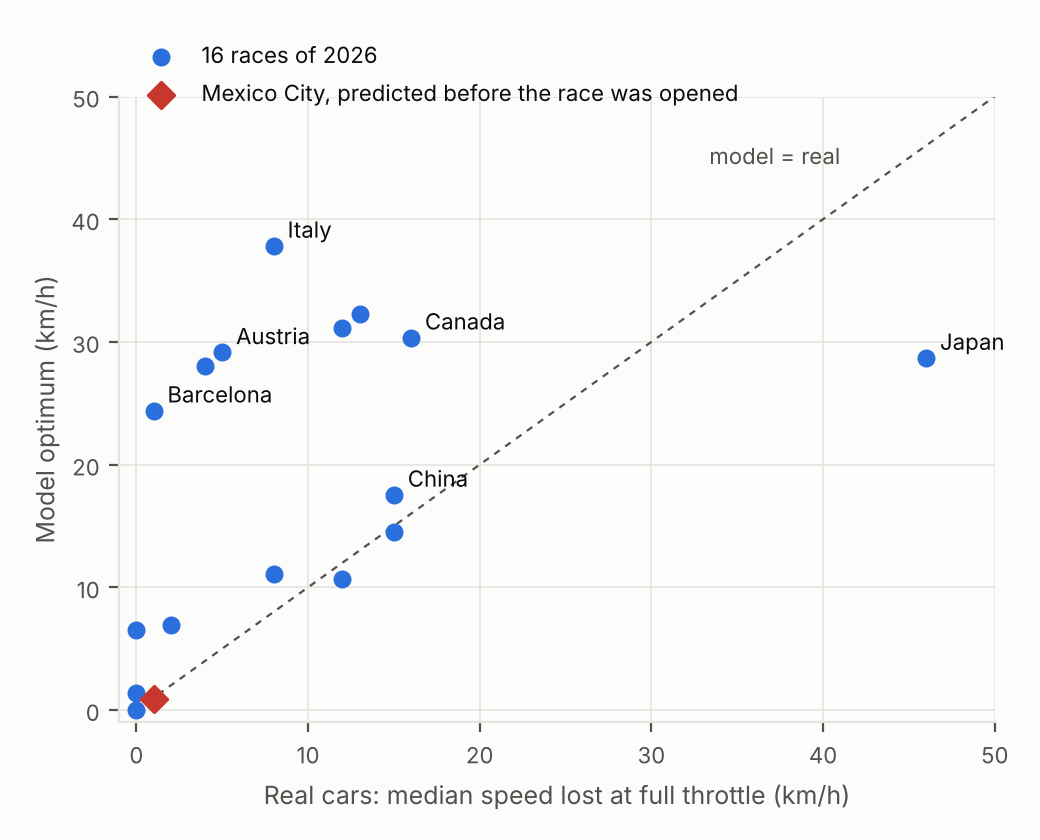 16 races of 2026
Mexico City, predicted before the race was opened
50
model = real
40
Italy
Canada
Austria
30
Japan
Barcelona
20
China
10
0
Model optimum (km/h)
0 10 20 30 40 50
Real cars: median speed lost at full throttle (km/h)